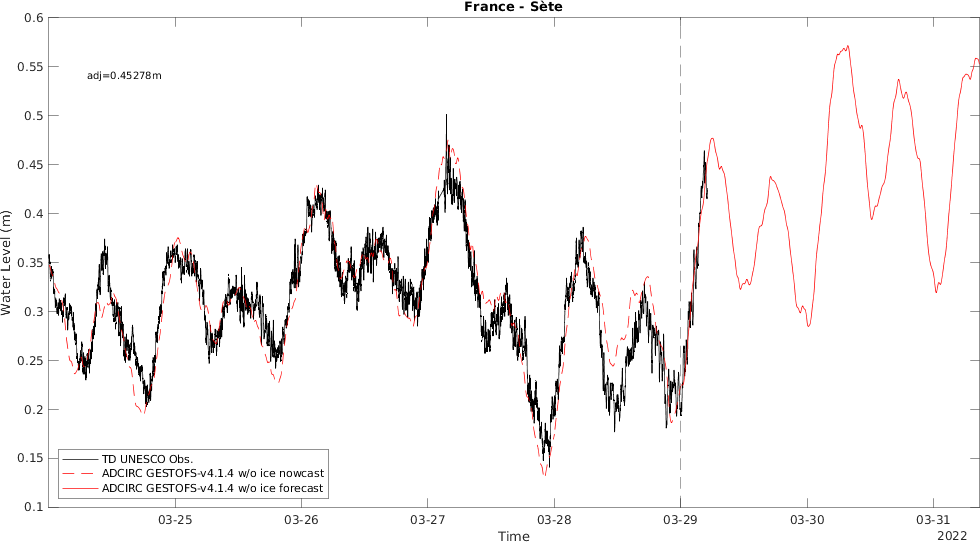 France - Sète
adj=0.45278m
Water Level (m)
0.6
0.55
0.5
0.45
0.4
0.35
0.3
0.25
0.2
0.15
0.1
TD UNESCO Obs.
ADCIRC GESTOFS-v4.1.4 w/o ice nowcast
ADCIRC GESTOFS-v4.1.4 w/o ice forecast
03-25 03-26 03-27 03-28 03-29 03-30 03-31
Time
2022